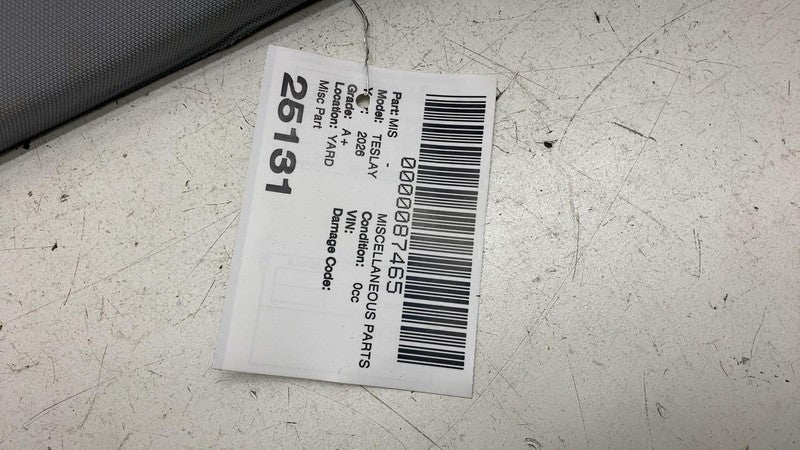 0000087465
Part: MIS - MISCELLANEOUS PARTS
Model: TESLAY Condition: 0cc
Year: 2026 VIN:
Grade: A+ Damage Code:
Location: YARD
Misc Part
25131